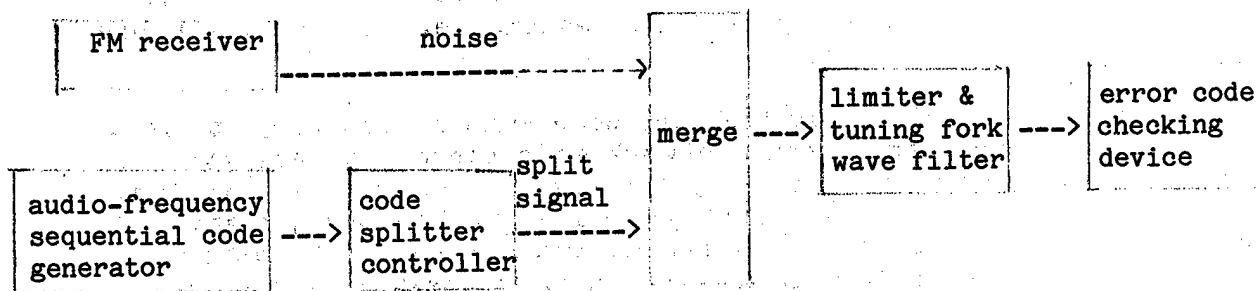 FM receiver
noise
merge
limiter &
tuning fork
wave filter
error code
checking
device
audio-frequency
sequential code
generator
code
splitter
controller
split
signal